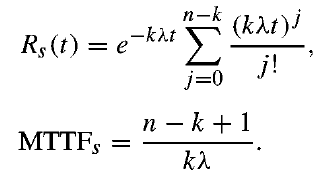 R_s(t) = e^{-kλt} \sum_{j=0}^{n-k} \frac{(kλt)^j}{j!},
MTTF_s = \frac{n - k + 1}{kλ}.